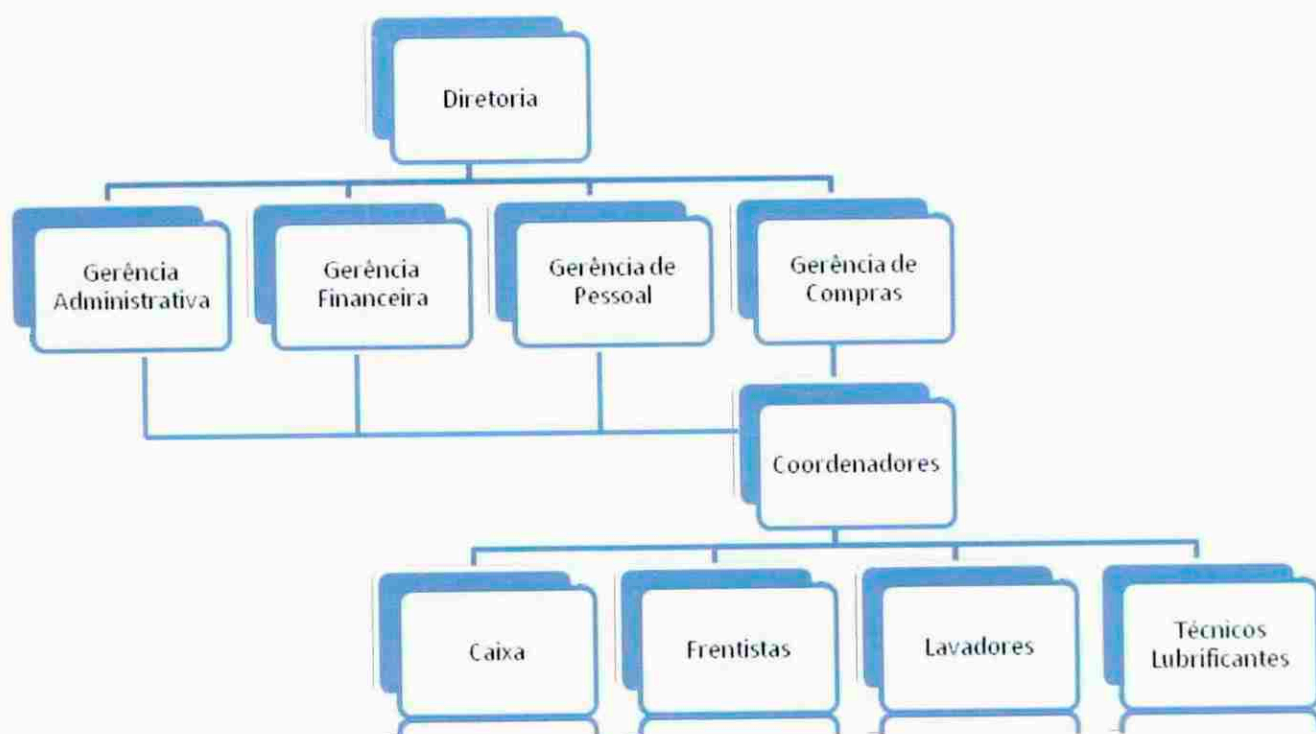 Diretoria
Gerência
Administrativa
Gerência
Financeira
Gerência de
Pessoal
Gerência de
Compras
Coordenadores
Caixa
Frentistas
Lavadores
Técnicos
Lubrificantes